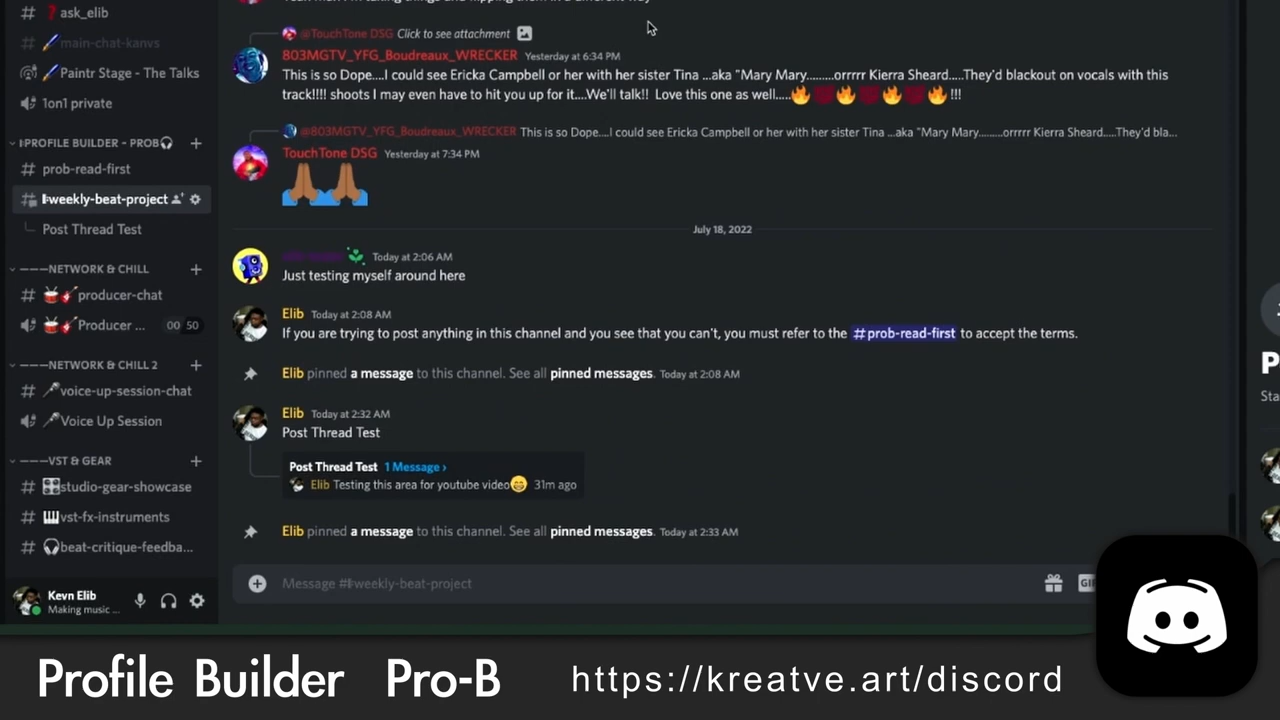 ask_elib
main-chat-kanvs
Paintr Stage - The Talks
1on1 private
PROFILE BUILDER - PROB
prob-read-first
weekly-beat-project
Post Thread Test
———NETWORK & CHILL
producer-chat
Producer ... 00 50
———NETWORK & CHILL 2
voice-up-session-chat
Voice Up Session
———VST & GEAR
studio-gear-showcase
vst-fx-instruments
beat-critique-feedba...
Kevn Elib
Making music ...
@TouchTone DSG Click to see attachment
803MGTV_YFG_Boudreaux_WRECKER Yesterday at 6:34 PM
This is so Dope....I could see Ericka Campbell or her with her sister Tina ...aka "Mary Mary.........orrrrr Kierra Sheard.....They'd blackout on vocals with this
track!!!! shoots I may even have to hit you up for it....We'll talk!! Love this one as well.....🔥🔥🔥🔥 !!!
@803MGTV_YFG_Boudreaux_WRECKER This is so Dope....I could see Ericka Campbell or her with her sister Tina ...aka "Mary Mary.........orrrrr Kierra Sheard.....They'd bla...
TouchTone DSG Yesterday at 7:34 PM
July 18, 2022
Today at 2:06 AM
Just testing myself around here
Elib Today at 2:08 AM
If you are trying to post anything in this channel and you see that you can't, you must refer to the #prob-read-first to accept the terms.
Elib pinned a message to this channel. See all pinned messages. Today at 2:08 AM
Elib Today at 2:32 AM
Post Thread Test
Post Thread Test 1 Message ›
Elib Testing this area for youtube video😁 31m ago
Elib pinned a message to this channel. See all pinned messages. Today at 2:33 AM
Message #weekly-beat-project
GIF
P
Sta
Profile Builder Pro-B
https://kreatve.art/discord